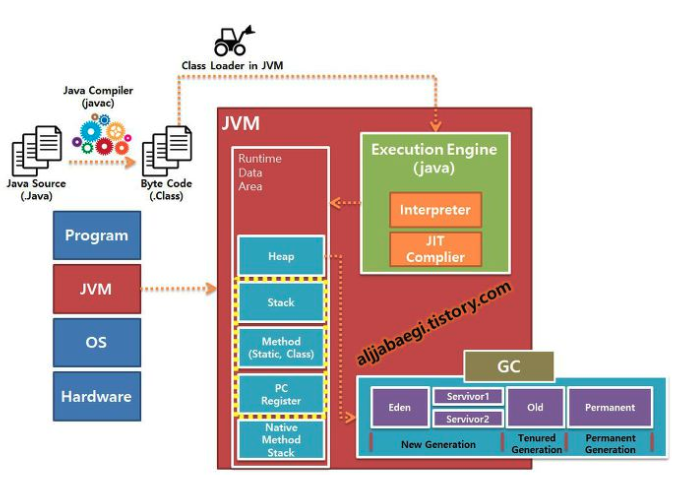 Class Loader in JVM
Java Compiler
(javac)
Java Source
(.Java)
Byte Code
(.Class)
Program
JVM
OS
Hardware
JVM
Runtime
Data
Area
Heap
Stack
Method
(Static, Class)
PC
Register
Native
Method
Stack
Execution Engine
(java)
Interpreter
JIT
Complier
alijabaegi.tistory.com
GC
Eden
Servivor1
Servivor2
Old
Permanent
New Generation
Tenured
Generation
Permanent
Generation